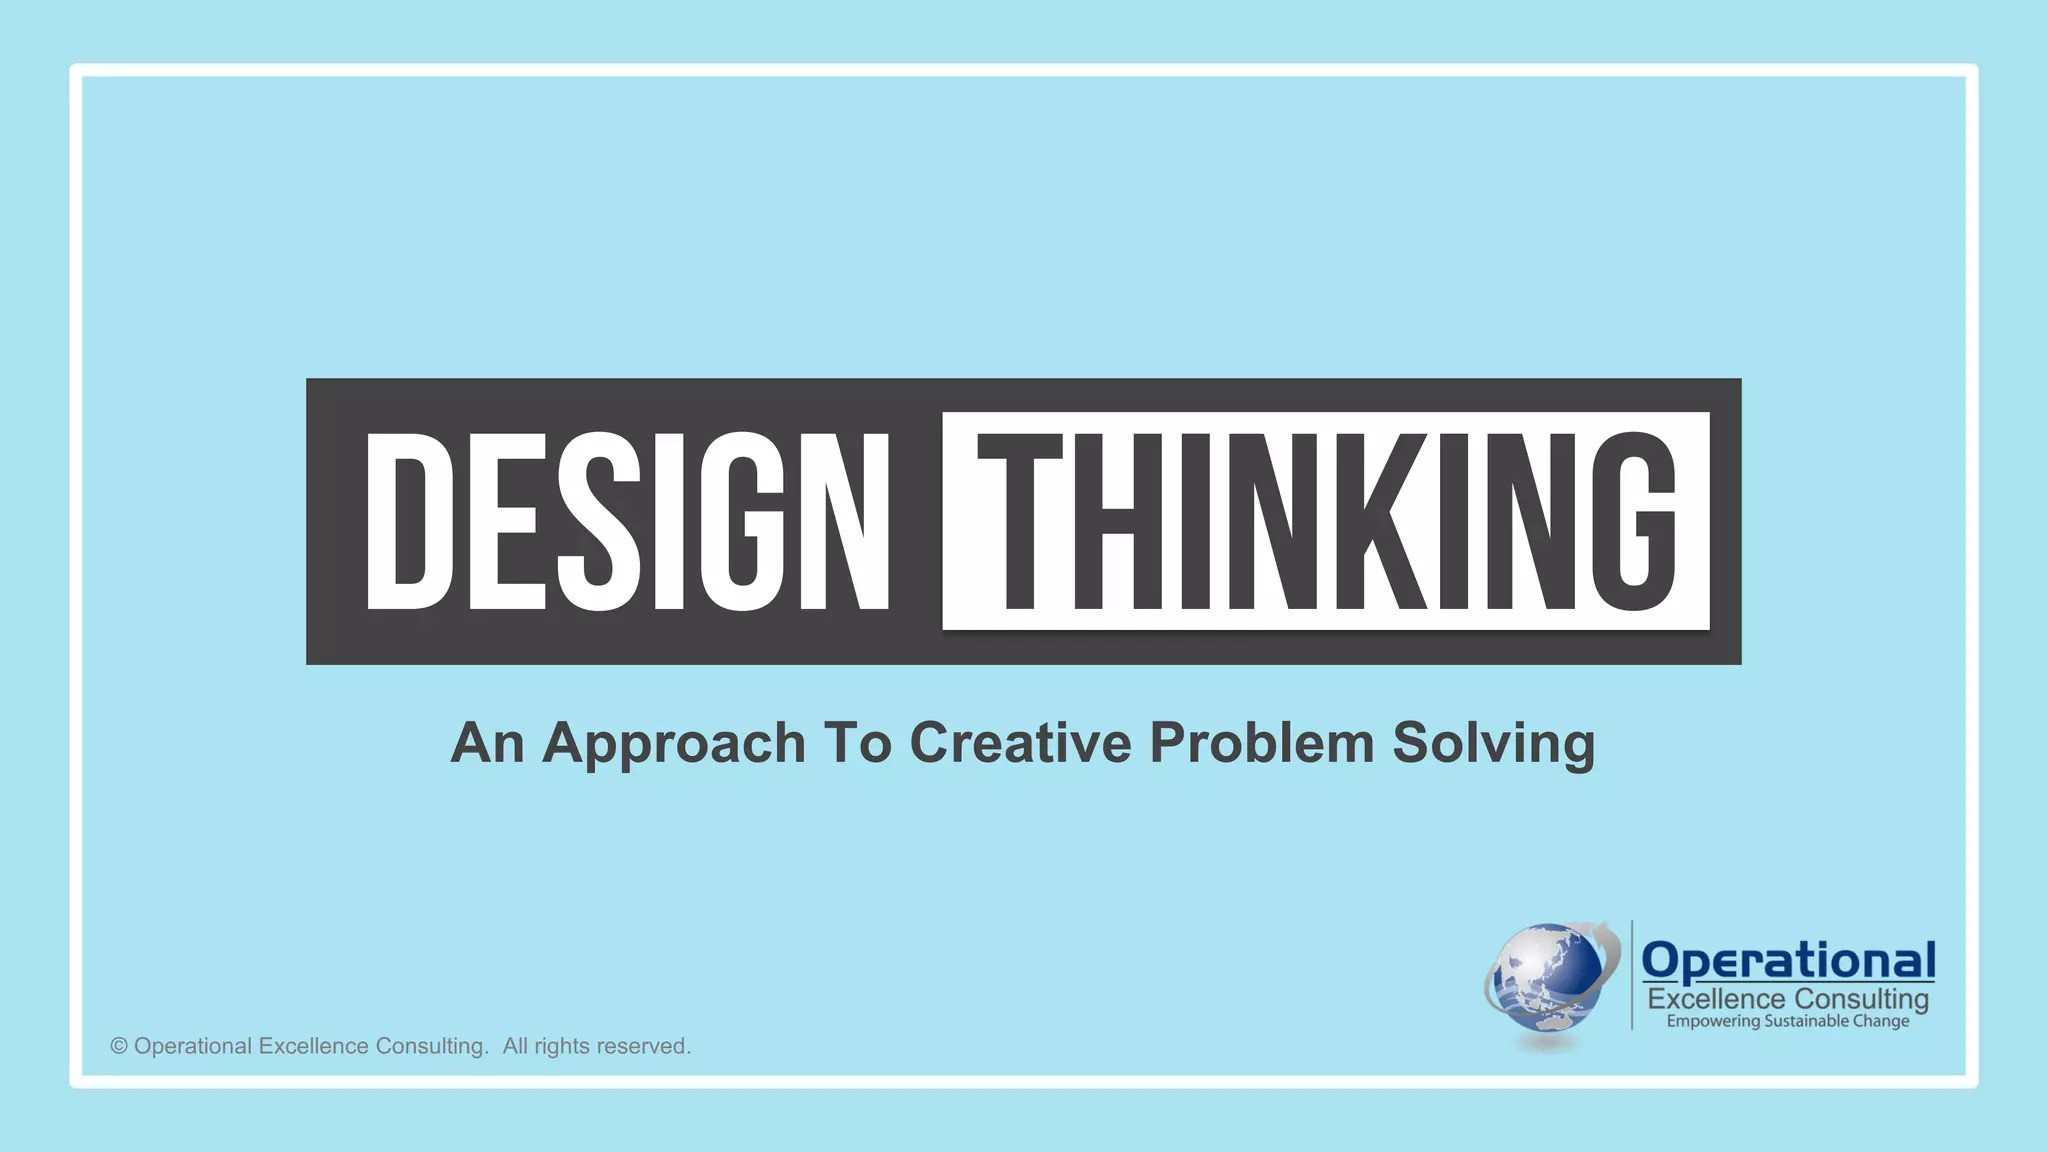 DESIGN THINKING
An Approach To Creative Problem Solving
Operational
Excellence Consulting
Empowering Sustainable Change
© Operational Excellence Consulting.  All rights reserved.